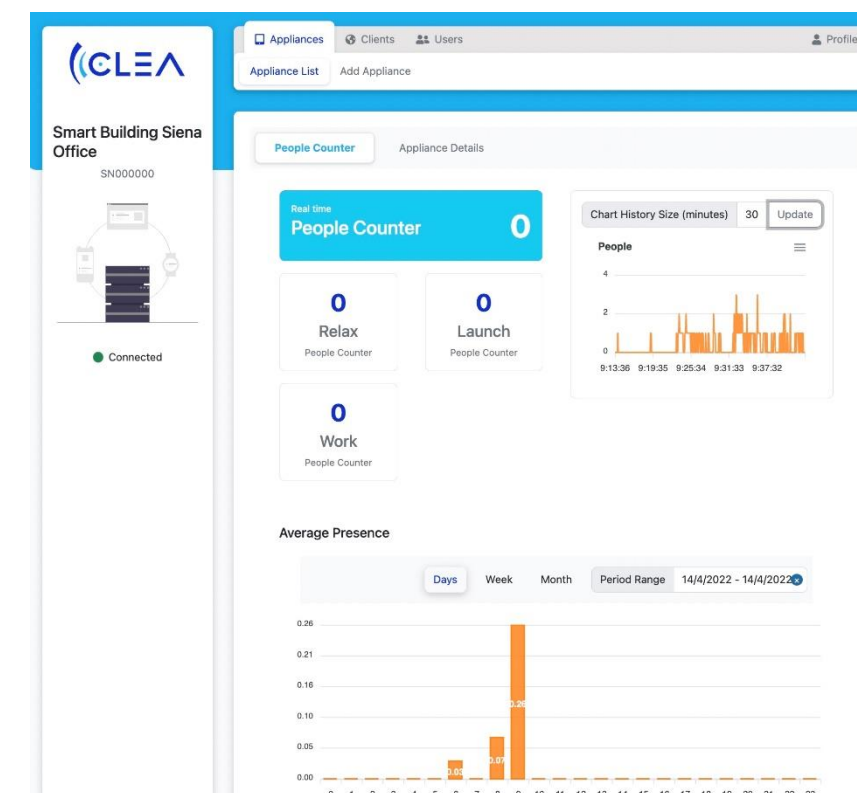 CLEA
Appliances Clients Users Profile
Appliance List Add Appliance
Smart Building Siena
Office
SN000000
Connected
People Counter Appliance Details
Real time
People Counter 0
0
Relax
People Counter
0
Launch
People Counter
0
Work
People Counter
Chart History Size (minutes) 30 Update
People
4
2
0
9:13:36 9:19:35 9:25:34 9:31:33 9:37:32
Average Presence
Days Week Month Period Range 14/4/2022 - 14/4/2022
0.26
0.21
0.16
0.10
0.05
0.00
0.03
0.07
0.26